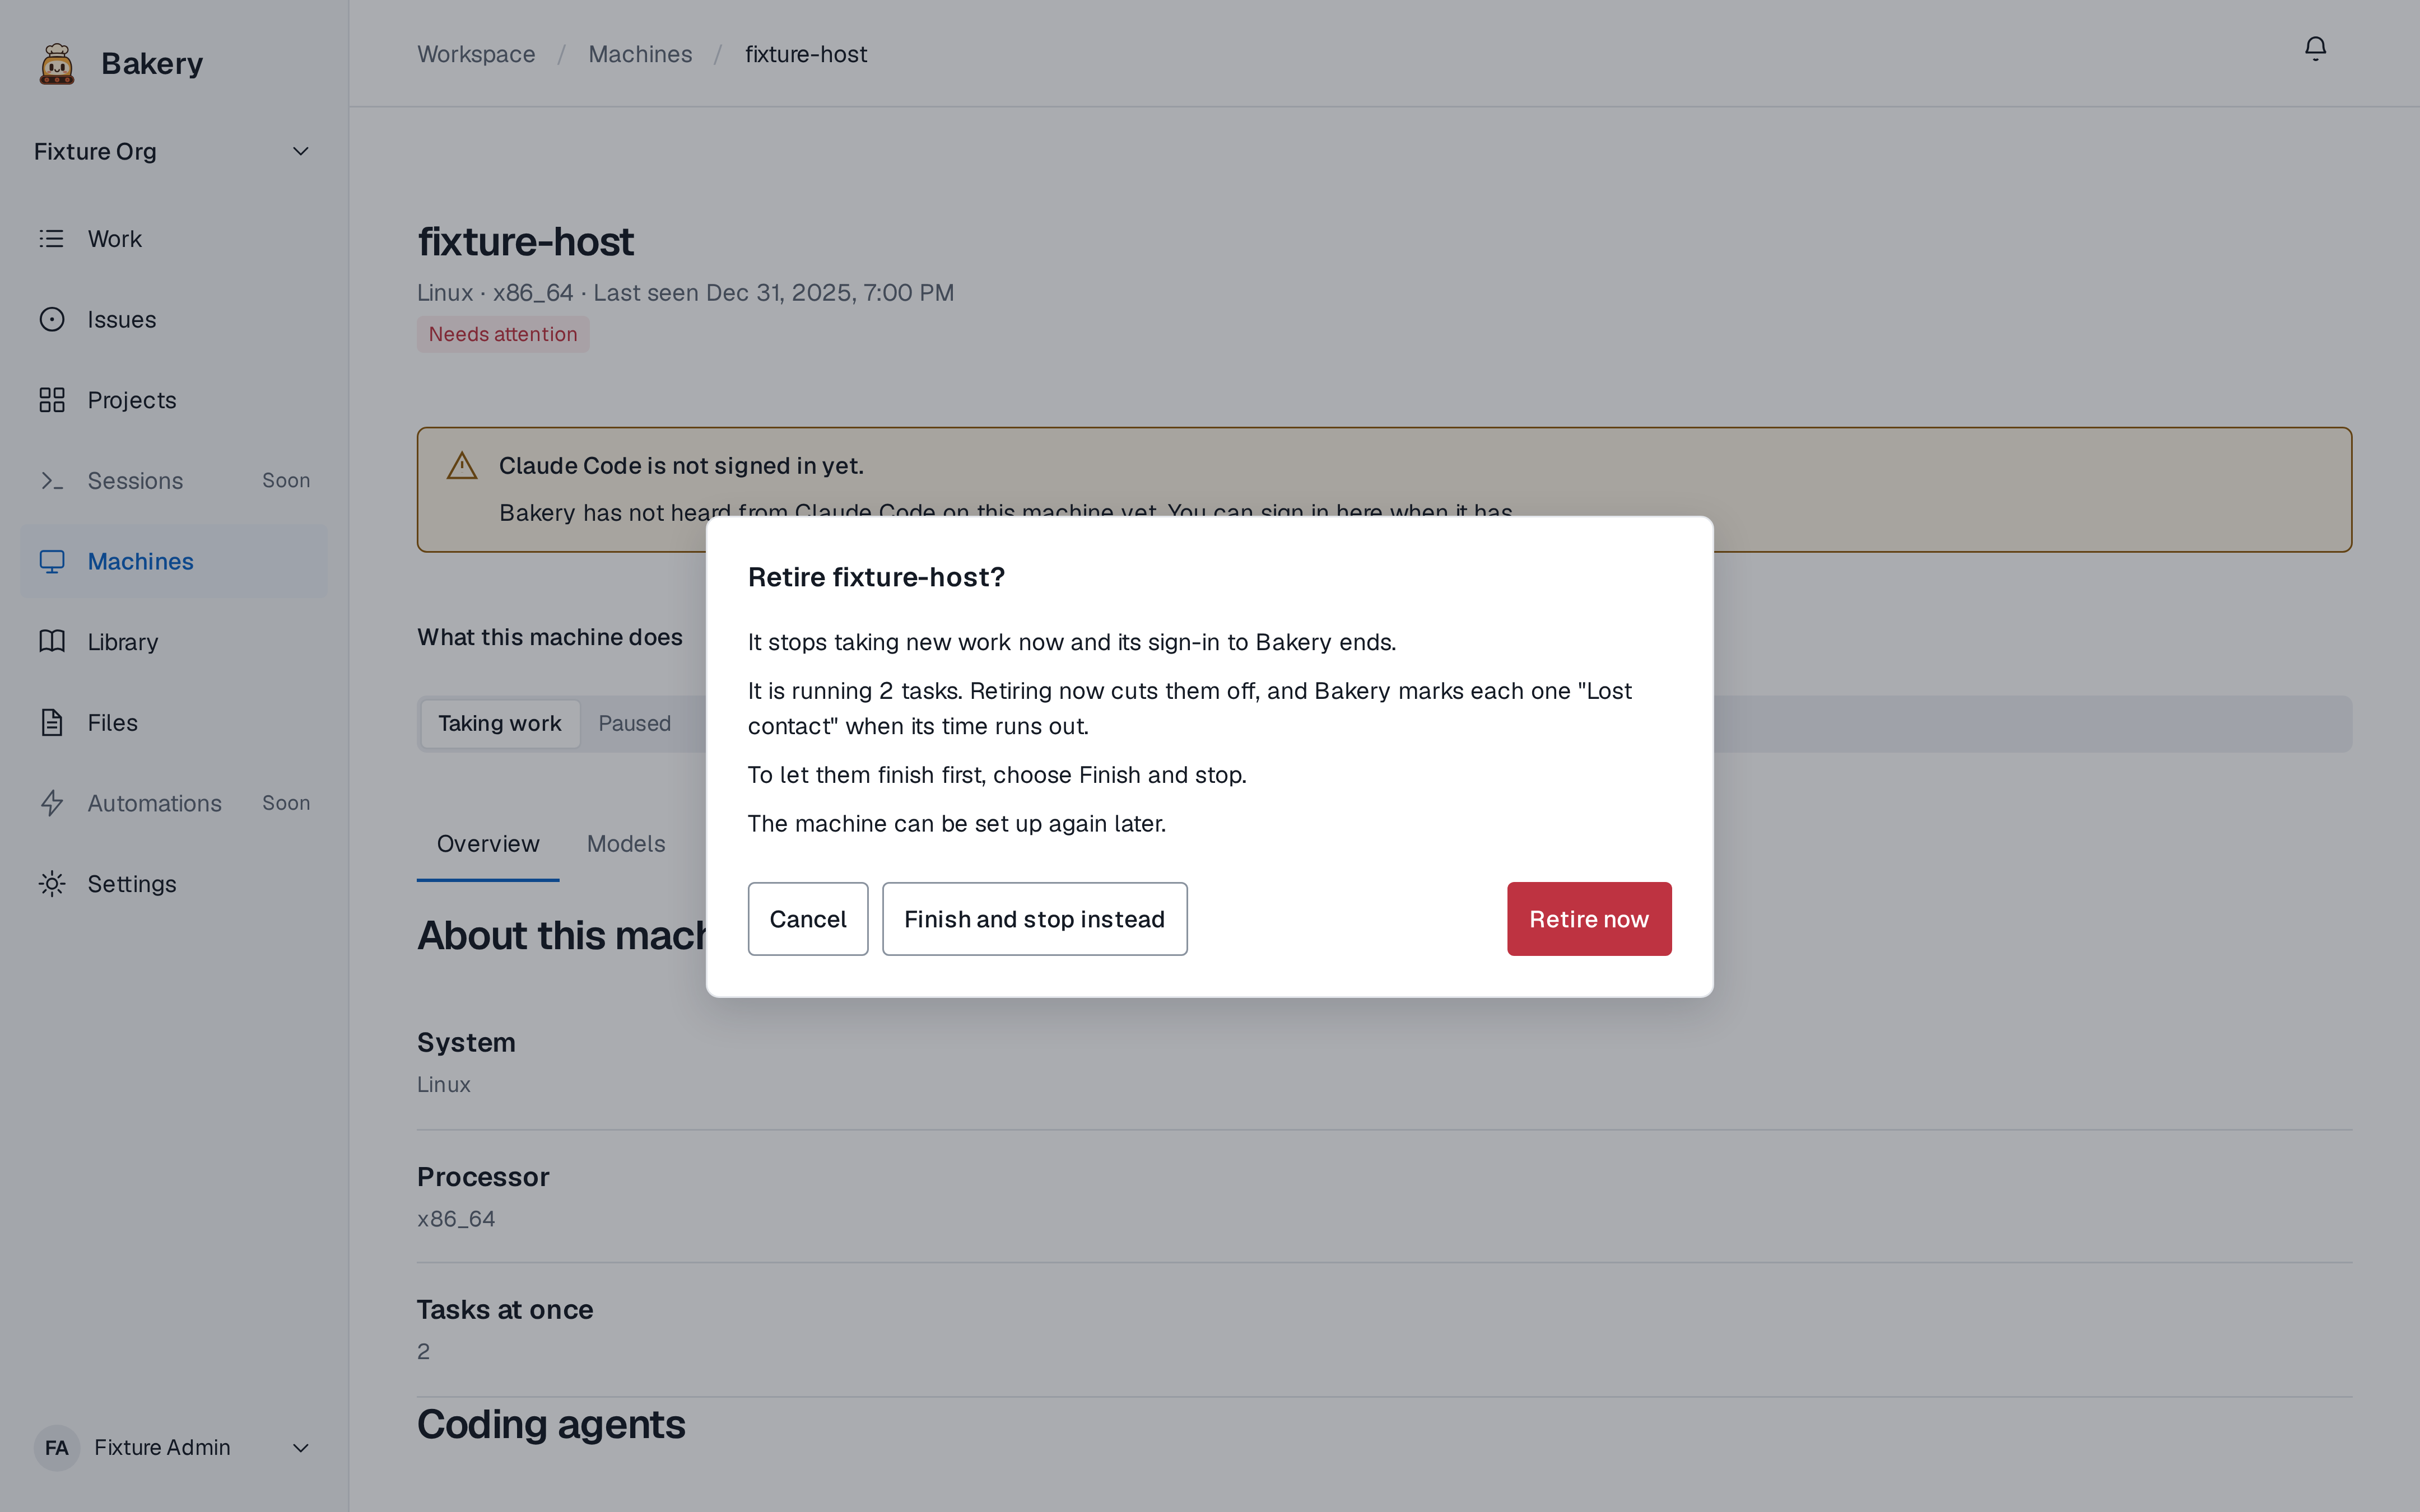 Bakery
Fixture Org
Work
Issues
Projects
Sessions Soon
Machines
Library
Files
Automations Soon
Settings
FA Fixture Admin
Workspace / Machines / fixture-host
fixture-host
Linux · x86_64 · Last seen Dec 31, 2025, 7:00 PM
Needs attention
Claude Code is not signed in yet.
Bakery has not heard from Claude Code on this machine yet. You can sign in here when it has.
What this machine does
Taking work Paused
Overview Models
About this mach
System
Linux
Processor
x86_64
Tasks at once
2
Coding agents
Retire fixture-host?
It stops taking new work now and its sign-in to Bakery ends.
It is running 2 tasks. Retiring now cuts them off, and Bakery marks each one "Lost
contact" when its time runs out.
To let them finish first, choose Finish and stop.
The machine can be set up again later.
Cancel Finish and stop instead Retire now